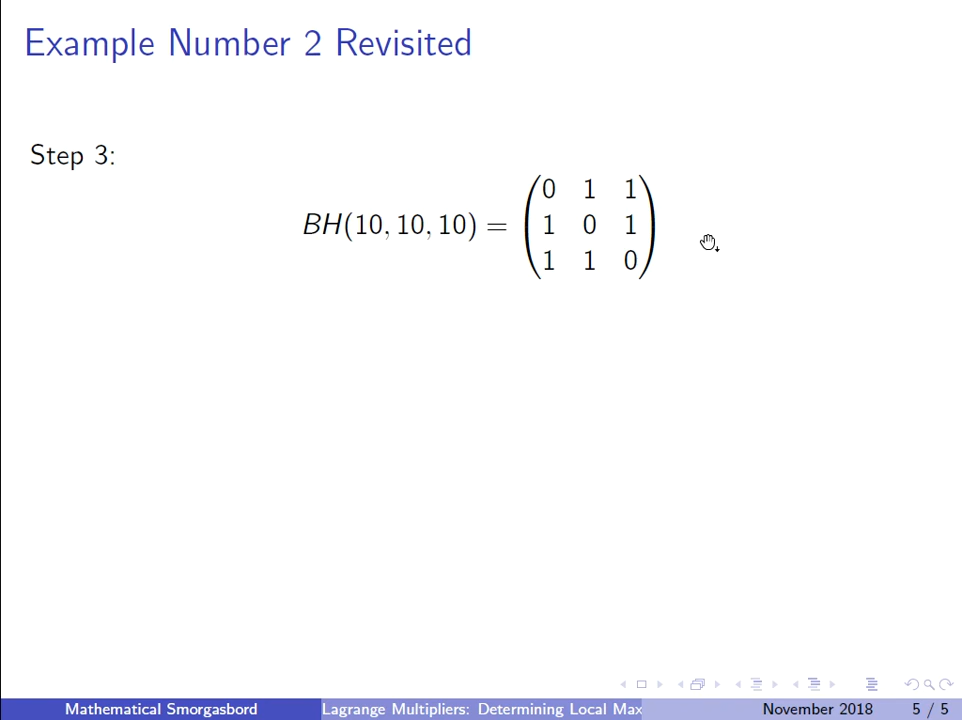 Example Number 2 Revisited
Step 3:
BH(10, 10, 10) =
0 1 1
1 0 1
1 1 0
Mathematical Smorgasbord Lagrange Multipliers: Determining Local Max November 2018 5 / 5